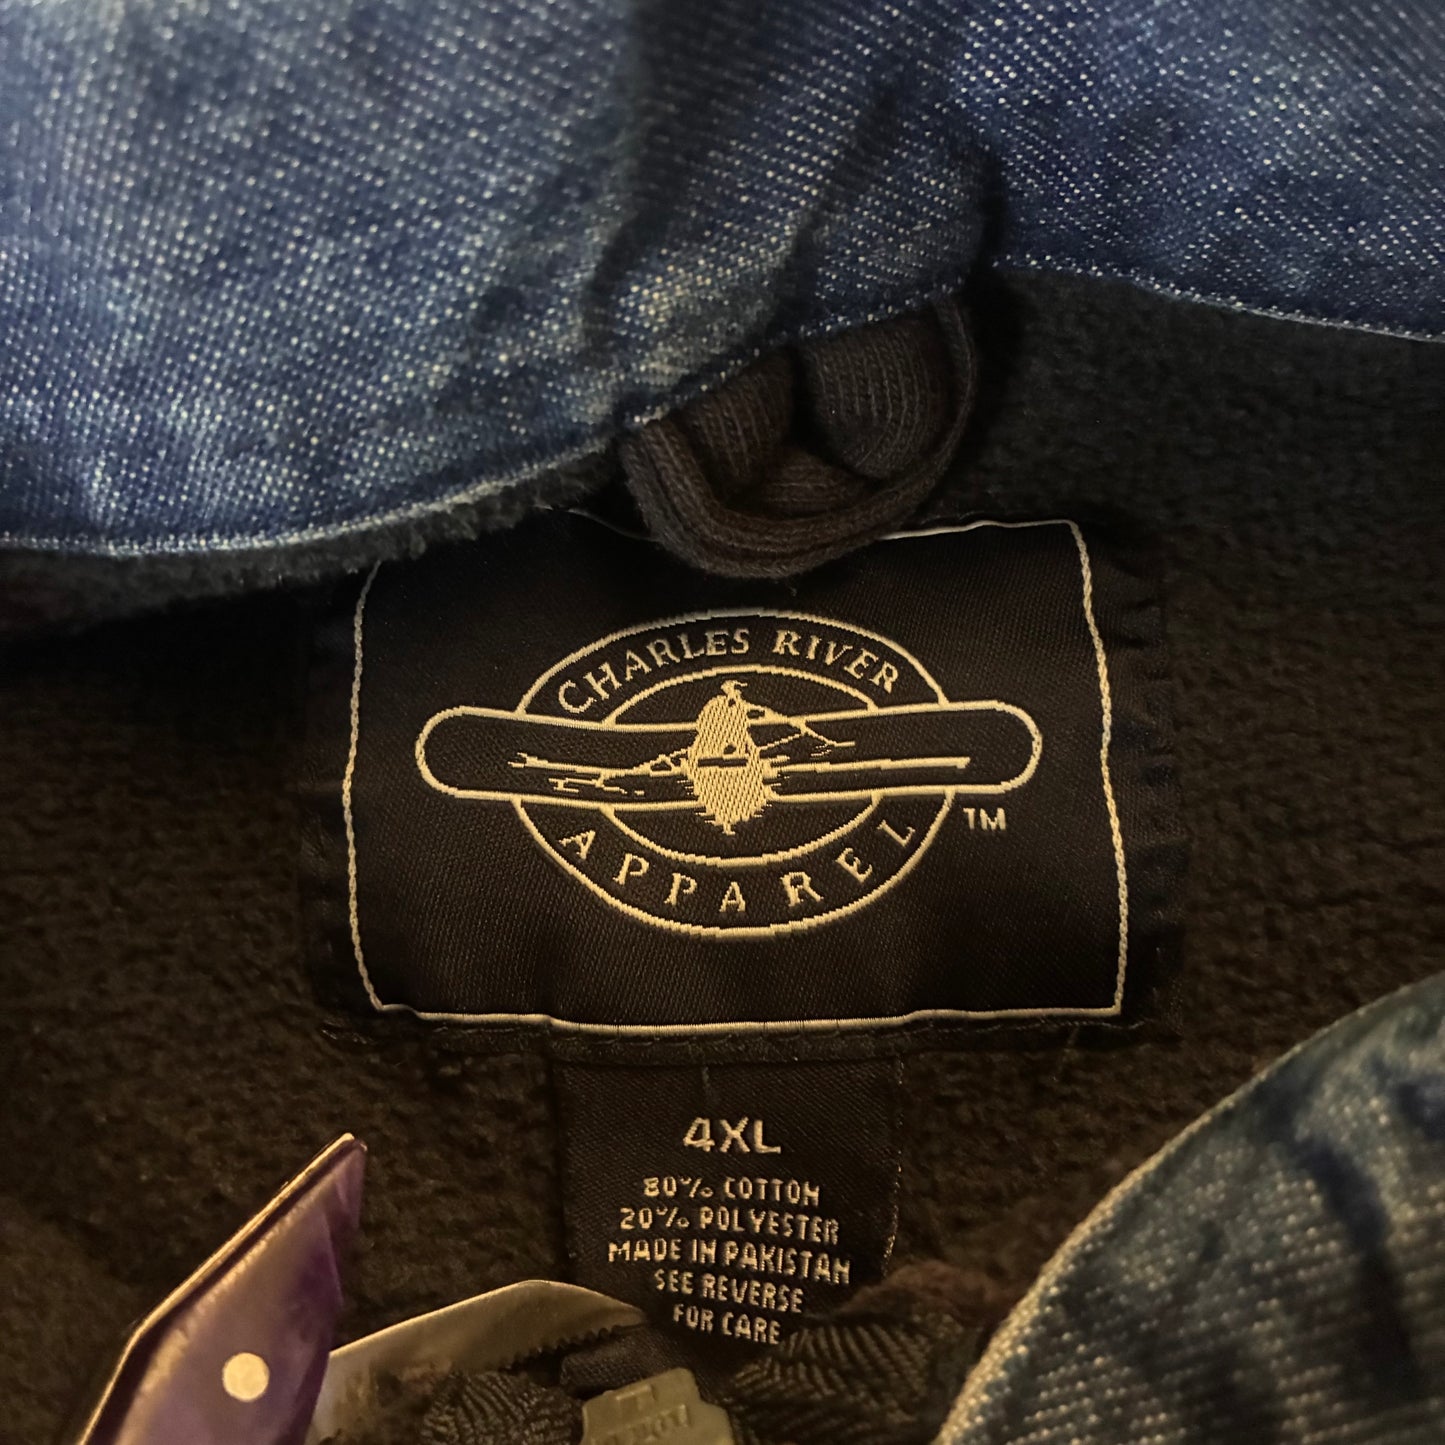 CHARLES RIVER
APPAREL
TM
4XL
80% COTTON
20% POLYESTER
MADE IN PAKISTAN
SEE REVERSE
FOR CARE